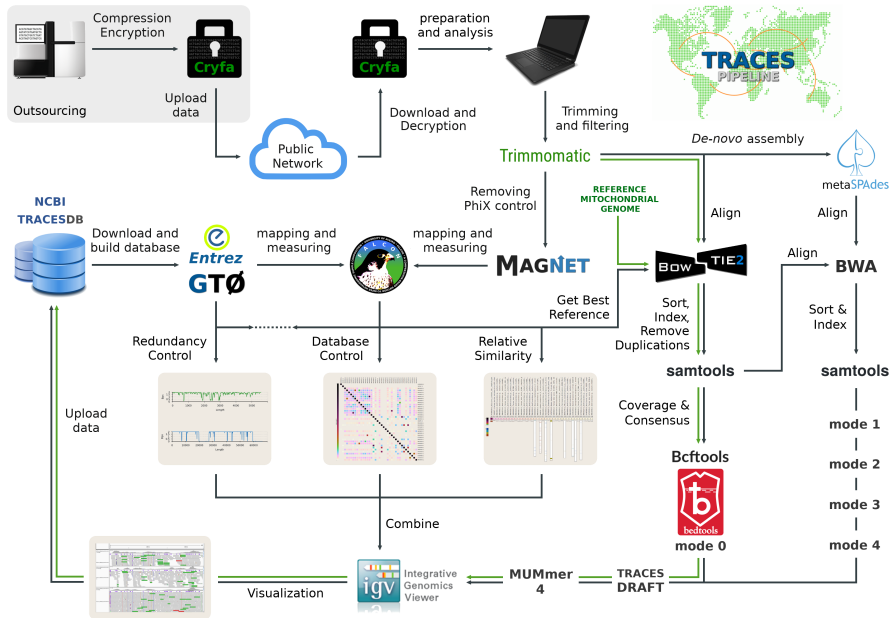 Compression
Encryption
Cryfa
Outsourcing
Upload
data
Public
Network
Cryfa
Download and
Decryption
preparation
and analysis
TRACES
PIPELINE
Trimming
and filtering
Trimmomatic
De-novo assembly
metaSPAdes
Removing
PhiX control
REFERENCE
MITOCHONDRIAL
GENOME
Align
Align
NCBI
TRACESDB
Download and
build database
Entrez
GTØ
mapping and
measuring
FALCON
mapping and
measuring
MAGNET
BOW TIE2
Align
BWA
Get Best
Reference
Sort,
Index,
Remove
Duplications
Sort &
Index
Redundancy
Control
Database
Control
Relative
Similarity
samtools
samtools
Length
Length
Upload
data
Coverage &
Consensus
Bcftools
bedtools
mode 0
mode 1
mode 2
mode 3
mode 4
Combine
Visualization
igv
Integrative
Genomics
Viewer
MUMmer
4
TRACES
DRAFT